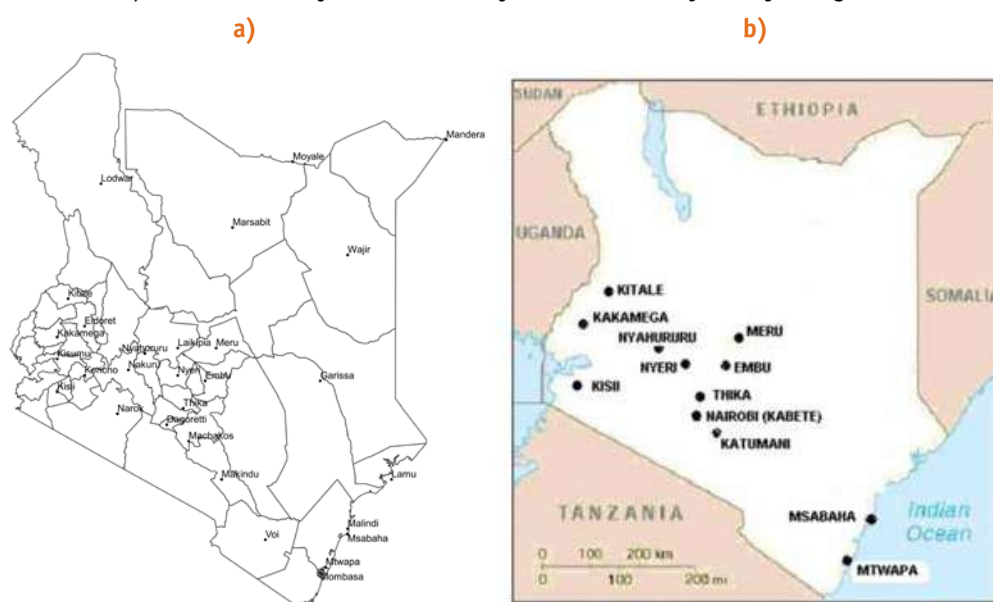 a)
b)
Mandera
Moyale
Lodwar
Marsabit
Wajir
Kitale
Eldoret
Kakamega
Kisumu
Nyahururu
Laikipia
Meru
Kericho
Nakuru
Nyeri
Embu
Garissa
Kisii
Narok
Thika
Dagoretti
Machakos
Makindu
Lamu
Voi
Malindi
Msabaha
Mtwapa
Mombasa
SUDAN
ETHIOPIA
UGANDA
SOMALIA
KITALE
KAKAMEGA
NYAHURURU
MERU
NYERI
EMBU
KISII
THIKA
NAIROBI (KABETE)
KATUMANI
TANZANIA
MSABAHA
Indian
Ocean
MTWAPA
0 100 200 km
0 100 200 mi